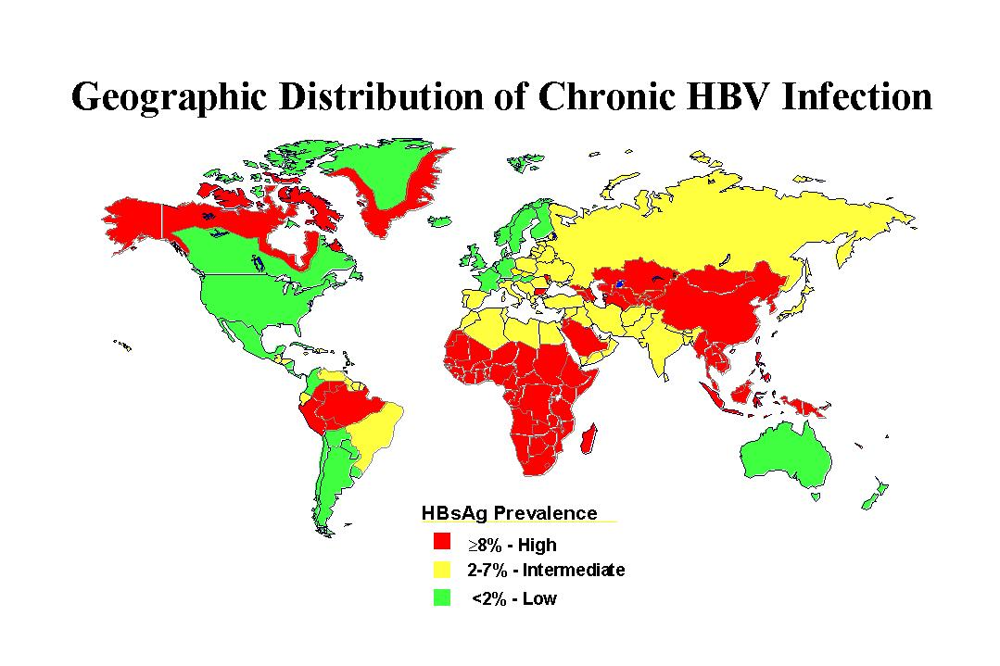 Geographic Distribution of Chronic HBV Infection
HBsAg Prevalence
≥8% - High
2-7% - Intermediate
<2% - Low